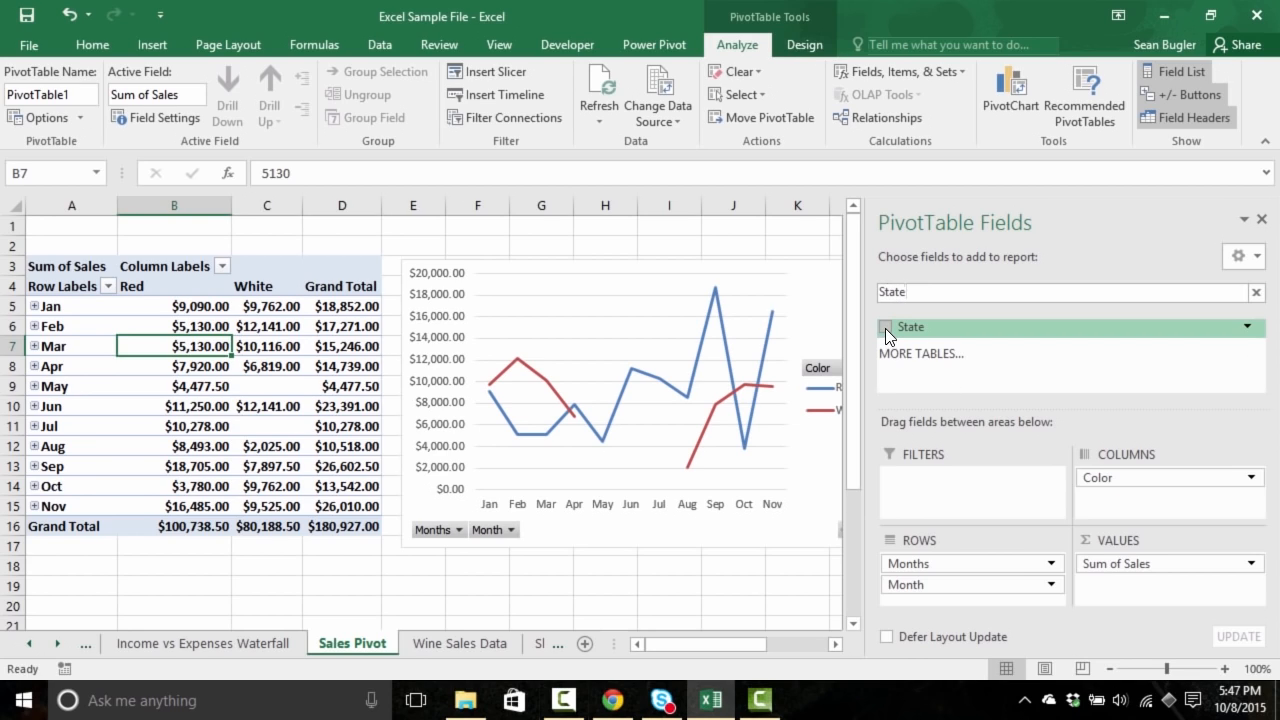 Excel Sample File - Excel
PivotTable Tools
File
Home
Insert
Page Layout
Formulas
Data
Review
View
Developer
Power Pivot
Analyze
Design
Tell me what you want to do...
Sean Bugler
Share
PivotTable Name:
PivotTable1
Options
PivotTable
Active Field:
Sum of Sales
Field Settings
Drill
Down
Drill
Up
Active Field
Group Selection
Ungroup
Group Field
Group
Insert Slicer
Insert Timeline
Filter Connections
Filter
Refresh
Change Data
Source
Data
Clear
Select
Move PivotTable
Actions
Fields, Items, & Sets
OLAP Tools
Relationships
Calculations
PivotChart
Recommended
PivotTables
Tools
Field List
+/- Buttons
Field Headers
Show
B7
fx
5130
A B C D E F G H I J K
1
2
3 Sum of Sales Column Labels
4 Row Labels Red White Grand Total
5 Jan $9,090.00 $9,762.00 $18,852.00
6 Feb $5,130.00 $12,141.00 $17,271.00
7 Mar $5,130.00 $10,116.00 $15,246.00
8 Apr $7,920.00 $6,819.00 $14,739.00
9 May $4,477.50 $4,477.50
10 Jun $11,250.00 $12,141.00 $23,391.00
11 Jul $10,278.00 $10,278.00
12 Aug $8,493.00 $2,025.00 $10,518.00
13 Sep $18,705.00 $7,897.50 $26,602.50
14 Oct $3,780.00 $9,762.00 $13,542.00
15 Nov $16,485.00 $9,525.00 $26,010.00
16 Grand Total $100,738.50 $80,188.50 $180,927.00
17
18
19
20
21
$20,000.00
$18,000.00
$16,000.00
$14,000.00
$12,000.00
$10,000.00
$8,000.00
$6,000.00
$4,000.00
$2,000.00
$0.00
Jan Feb Mar Apr May Jun Jul Aug Sep Oct Nov
Color
R
W
Months
Month
PivotTable Fields
Choose fields to add to report:
State
State
MORE TABLES...
Drag fields between areas below:
FILTERS
COLUMNS
Color
ROWS
Months
Month
Σ VALUES
Sum of Sales
Defer Layout Update
UPDATE
...
Income vs Expenses Waterfall
Sales Pivot
Wine Sales Data
Sl ...
Ready
100%
Ask me anything
5:47 PM
10/8/2015